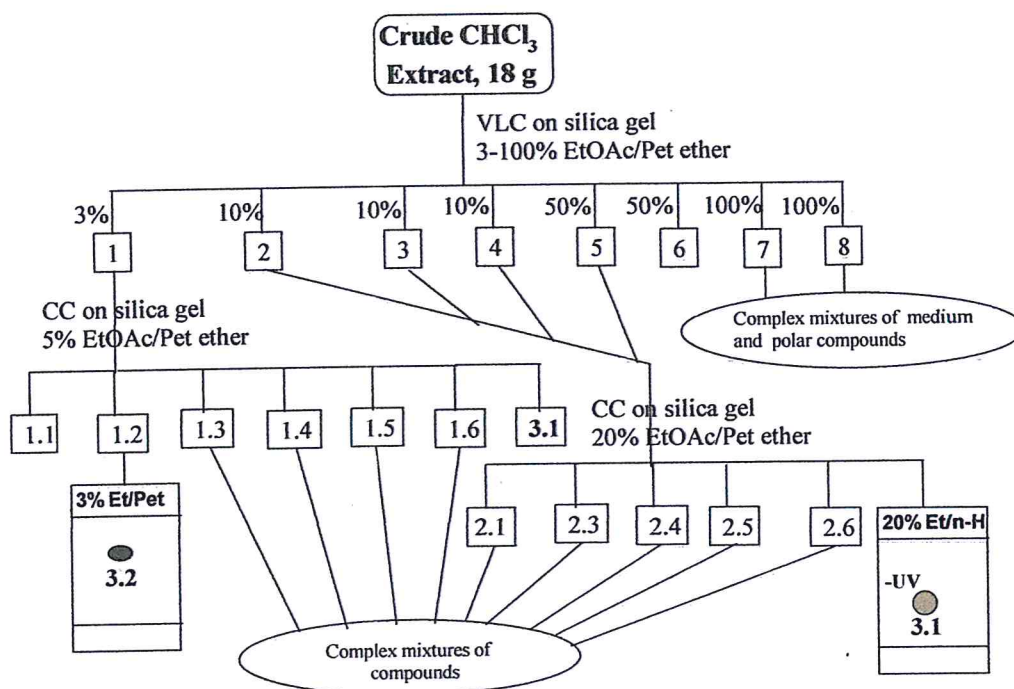 Crude CHCl₃
Extract, 18 g
VLC on silica gel
3-100% EtOAc/Pet ether
3%
10%
10%
10%
50%
50%
100%
100%
1
2
3
4
5
6
7
8
CC on silica gel
5% EtOAc/Pet ether
Complex mixtures of medium
and polar compounds
1.1
1.2
1.3
1.4
1.5
1.6
3.1
CC on silica gel
20% EtOAc/Pet ether
3% Et/Pet
3.2
2.1
2.3
2.4
2.5
2.6
20% Et/n-H
-UV
3.1
Complex mixtures of
compounds